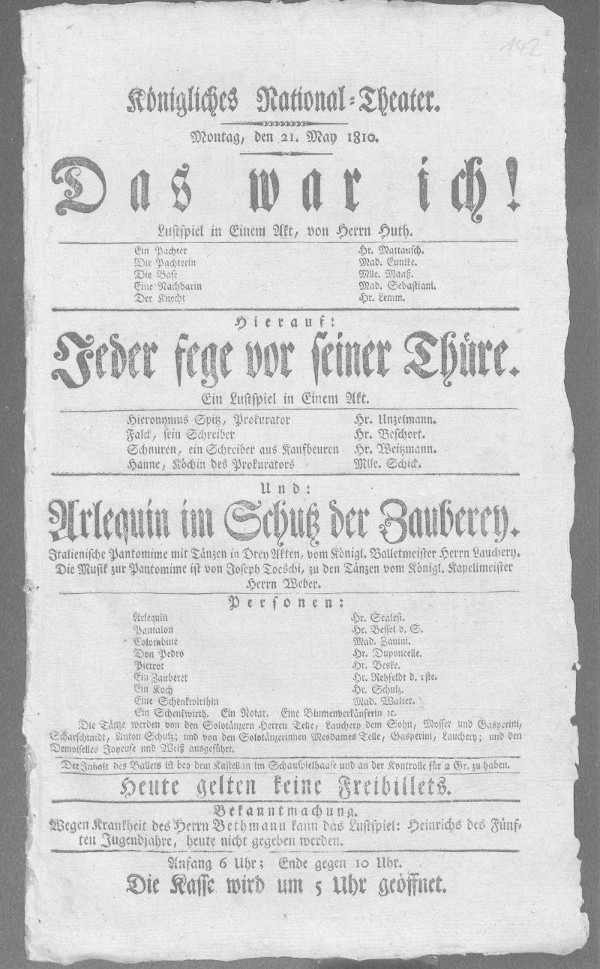 142
Königliches National-Theater.
Montag, den 21. May 1810.
Das war ich!
Lustspiel in Einem Akt, von Herrn Huth.
Ein Pächter Hr. Mattausch.
Die Pächterin Mad. Eunike.
Die Base Mlle. Maaß.
Eine Nachbarin Mad. Sebastiani.
Der Knecht Hr. Lemm.
Hierauf:
Jeder fege vor seiner Thüre.
Ein Lustspiel in Einem Akt.
Hieronymus Spitz, Prokurator Hr. Unzelmann.
Falck, sein Schreiber Hr. Beschort.
Schnuren, ein Schreiber aus Kaufbeuren Hr. Weitzmann.
Hanne, Köchin des Prokurators Mlle. Schick.
Und:
Arlequin im Schutz der Zauberey.
Italienische Pantomime mit Tänzen in Drey Akten, vom Königl. Balletmeister Herrn Lauchery.
Die Musik zur Pantomime ist von Joseph Toeschi, zu den Tänzen vom Königl. Kapellmeister
Herrn Weber.
Personen:
Arlequin Hr. Scalesi.
Pantalon Hr. Bessel d. S.
Colombine Mad. Zanini.
Don Pedro Hr. Duponcelle.
Pierrot Hr. Beske.
Ein Zauberer Hr. Rehfeldt d. 1ste.
Ein Koch Hr. Schulz.
Eine Schenkwirthin Mad. Walter.
Ein Schenkwirth. Ein Notar. Eine Blumenverkäuferin ꝛc.
Die Tänze werden von den Solotänzern Herren Telle, Lauchery dem Sohn, Moser und Gasperini,
Scharschmidt, Anton Schulz; und von den Solotänzerinnen Mesdames Telle, Gasperini, Lauchery; und den
Demoiselles Joyeuse und Weiß ausgeführt.
Der Inhalt des Ballets ist bey dem Kastellan im Schauspielhause und an der Kontrolle für 2 Gr. zu haben.
Heute gelten keine Freibillets.
Bekanntmachung.
Wegen Krankheit des Herrn Bethmann kann das Lustspiel: Heinrichs des Fünf-
ten Jugendjahre, heute nicht gegeben werden.
Anfang 6 Uhr; Ende gegen 10 Uhr.
Die Kasse wird um 5 Uhr geöffnet.